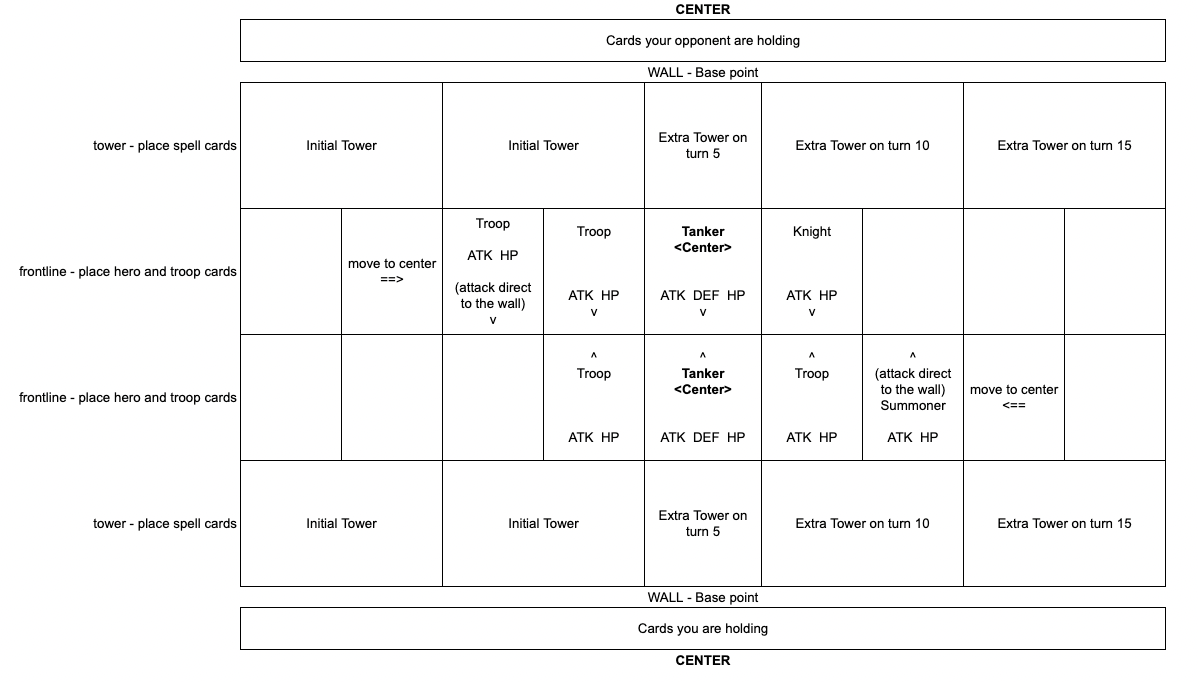 CENTER
Cards your opponent are holding
WALL - Base point
tower - place spell cards
Initial Tower
Initial Tower
Extra Tower on
turn 5
Extra Tower on turn 10
Extra Tower on turn 15
frontline - place hero and troop cards
move to center
==>
Troop
ATK HP
(attack direct
to the wall)
v
Troop
ATK HP
v
Tanker
<Center>
ATK DEF HP
v
Knight
ATK HP
v
frontline - place hero and troop cards
^
Troop
ATK HP
^
Tanker
<Center>
ATK DEF HP
^
Troop
ATK HP
^
(attack direct
to the wall)
Summoner
ATK HP
move to center
<==
tower - place spell cards
Initial Tower
Initial Tower
Extra Tower on
turn 5
Extra Tower on turn 10
Extra Tower on turn 15
WALL - Base point
Cards you are holding
CENTER